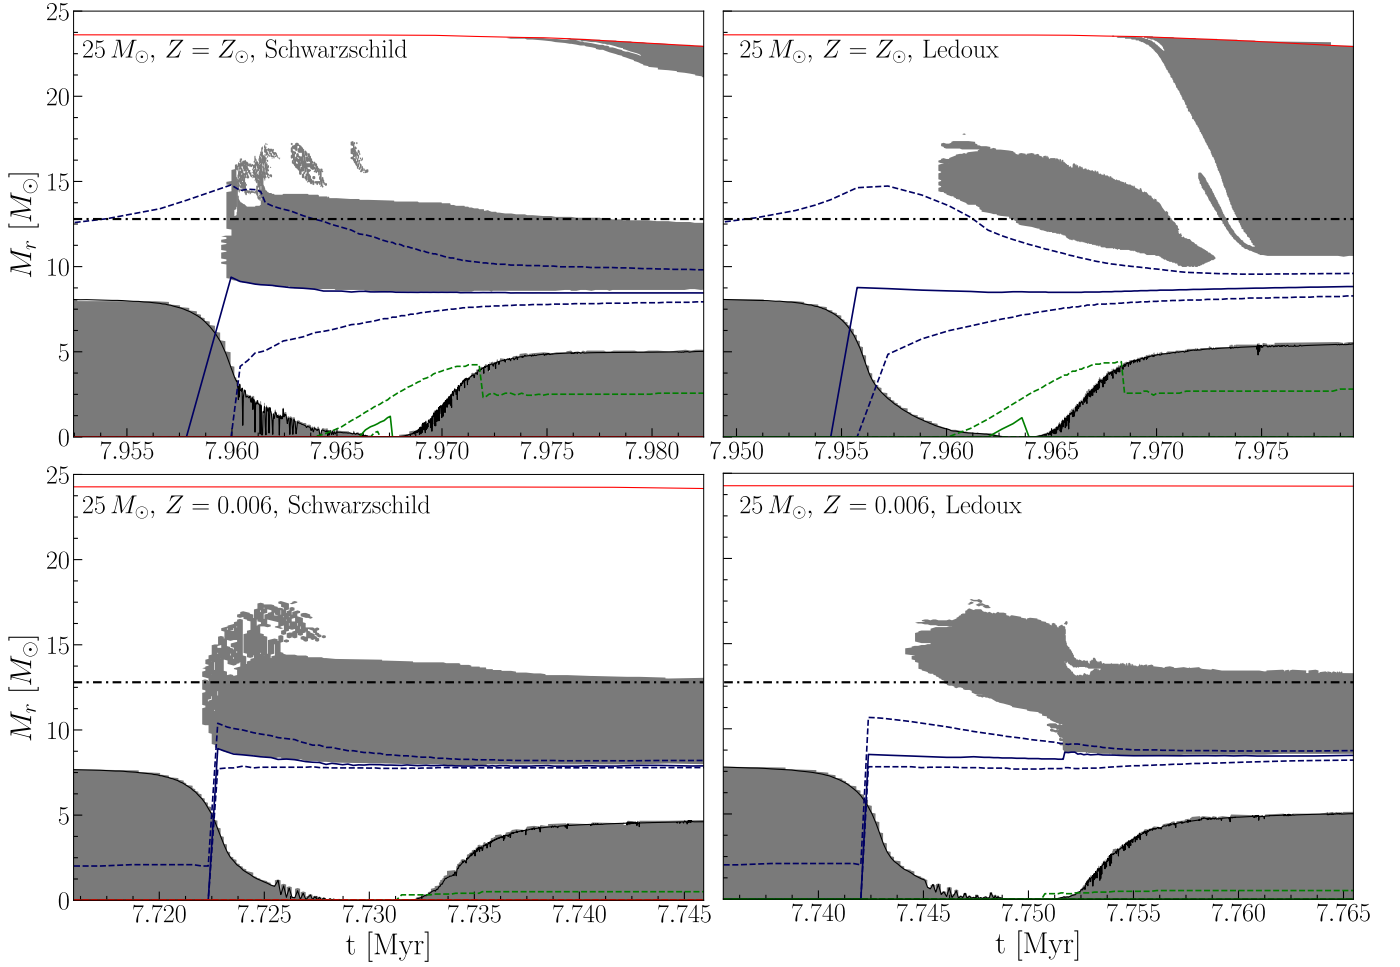 25 M⊙, Z = Z⊙, Schwarzschild
25 M⊙, Z = Z⊙, Ledoux
25
20
15
10
5
0
M_r [M⊙]
7.955 7.960 7.965 7.970 7.975 7.980
7.950 7.955 7.960 7.965 7.970 7.975
25 M⊙, Z = 0.006, Schwarzschild
25 M⊙, Z = 0.006, Ledoux
25
20
15
10
5
0
M_r [M⊙]
7.720 7.725 7.730 7.735 7.740 7.745
7.740 7.745 7.750 7.755 7.760 7.765
t [Myr]
t [Myr]